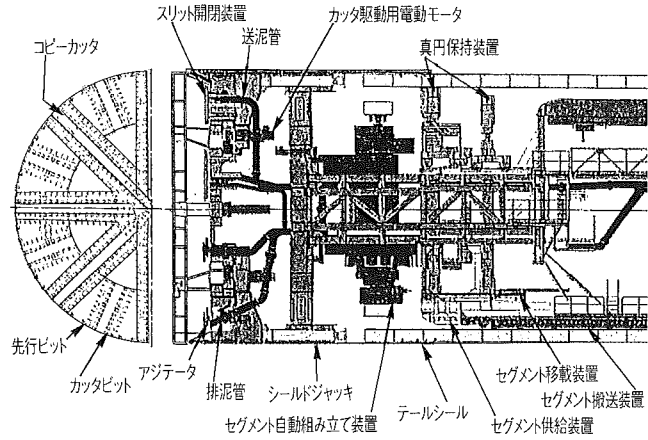 スリット開閉装置
カッタ駆動用電動モータ
送泥管
真円保持装置
コピーカッタ
先行ビット
アジテータ
カッタビット
排泥管
シールドジャッキ
テールシール
セグメント移載装置
セグメント搬送装置
セグメント自動組み立て装置
セグメント供給装置